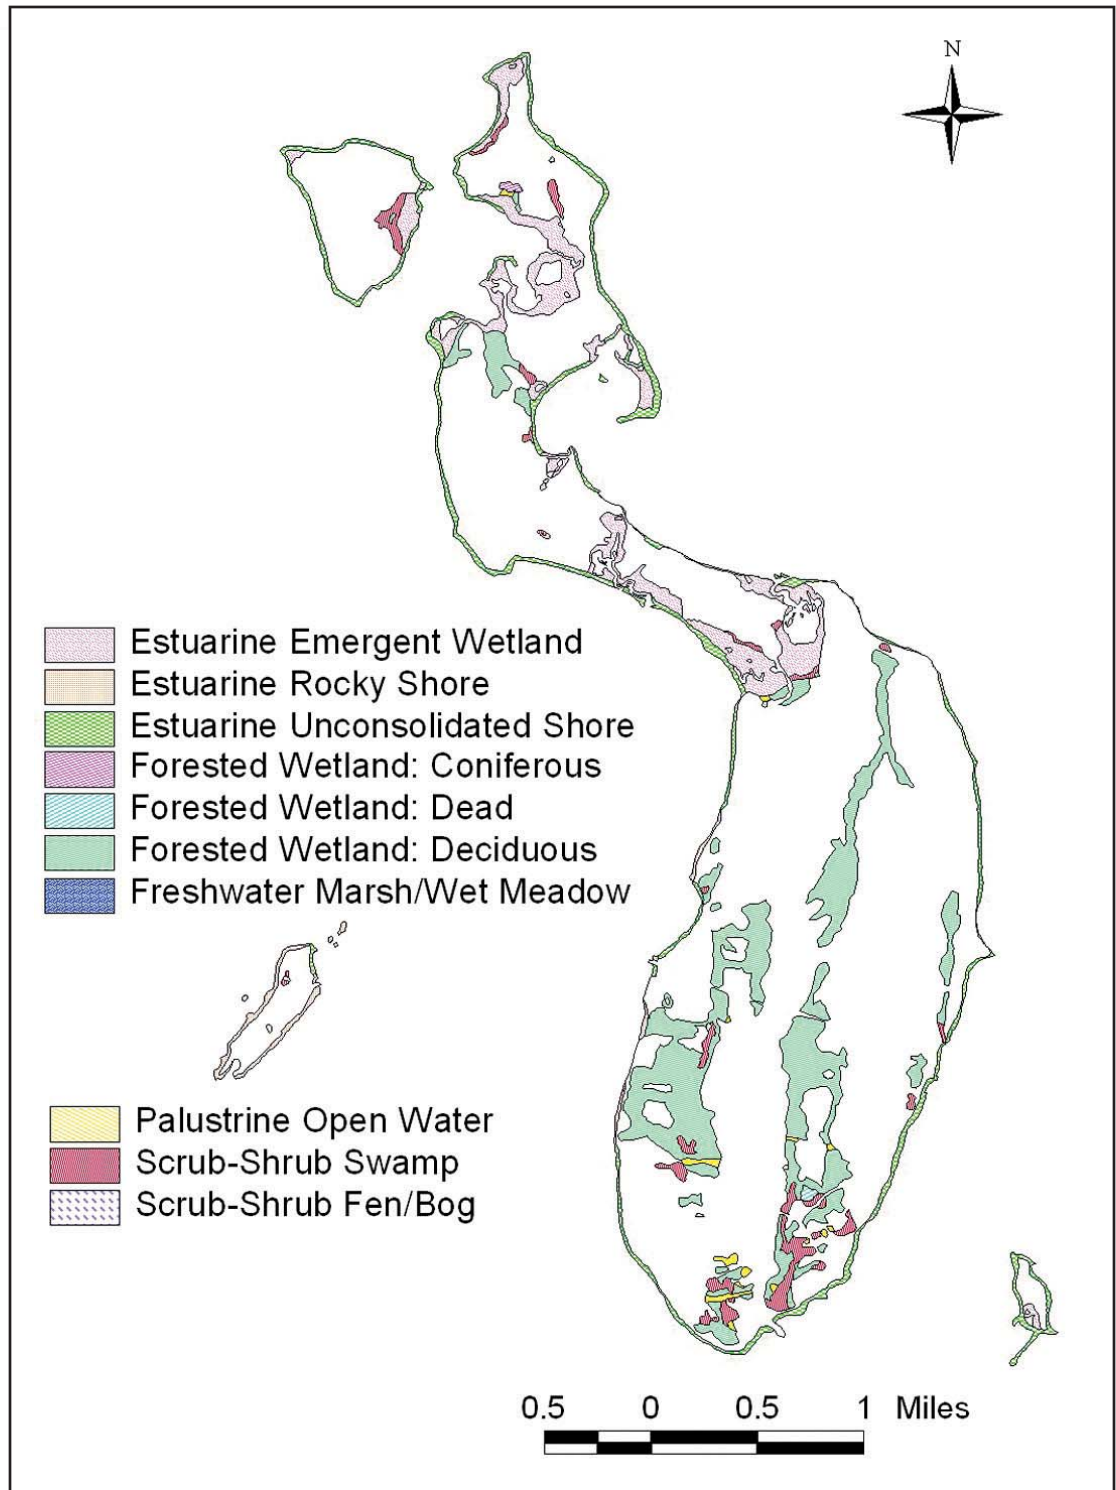 N
Estuarine Emergent Wetland
Estuarine Rocky Shore
Estuarine Unconsolidated Shore
Forested Wetland: Coniferous
Forested Wetland: Dead
Forested Wetland: Deciduous
Freshwater Marsh/Wet Meadow
Palustrine Open Water
Scrub-Shrub Swamp
Scrub-Shrub Fen/Bog
0.5 0 0.5 1 Miles